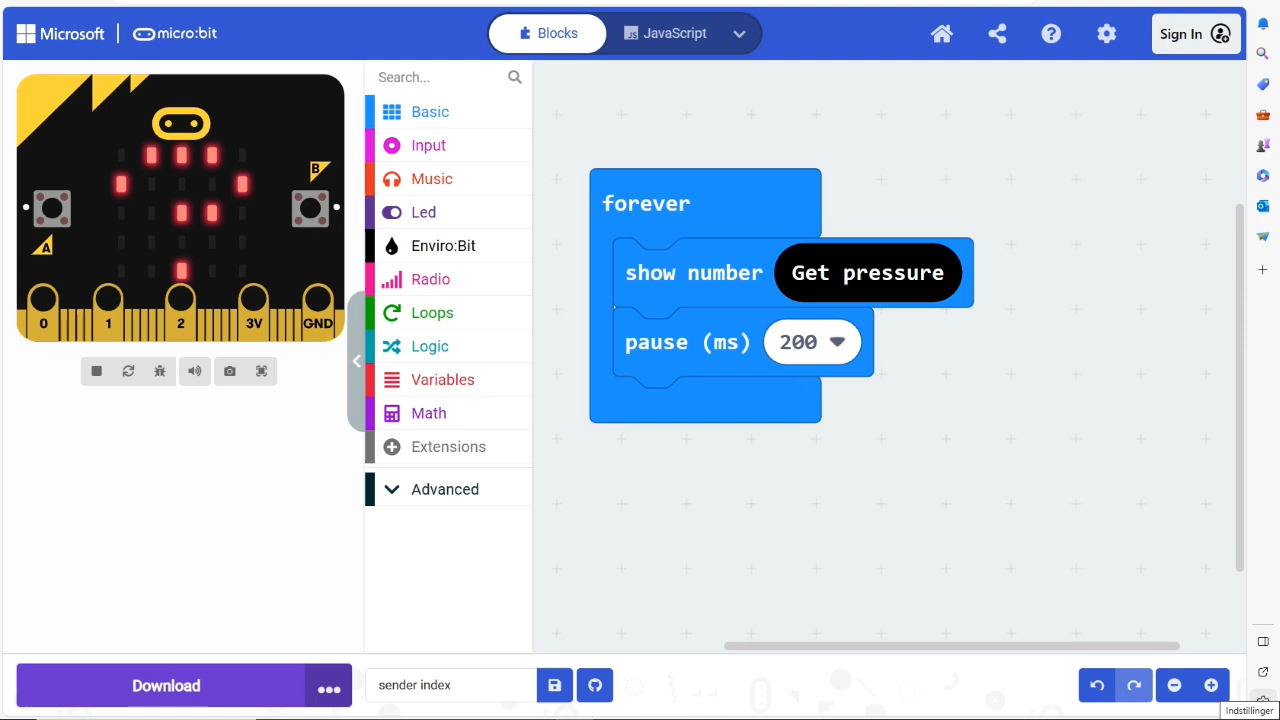 Microsoft
micro:bit
Blocks
JS JavaScript
Sign In
B
A
0 1 2 3V GND
Search...
Basic
Input
Music
Led
Enviro:Bit
Radio
Loops
Logic
Variables
Math
Extensions
Advanced
forever
show number Get pressure
pause (ms) 200
Download
sender index
Indstillinger